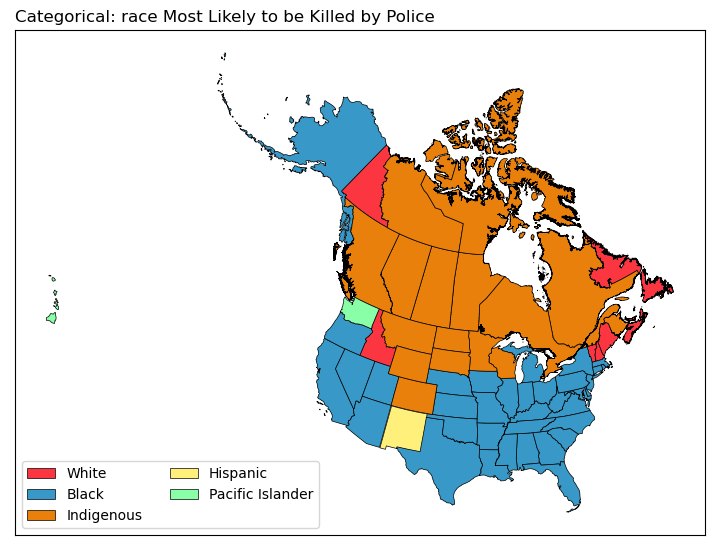 Categorical: race Most Likely to be Killed by Police
White
Black
Indigenous
Hispanic
Pacific Islander